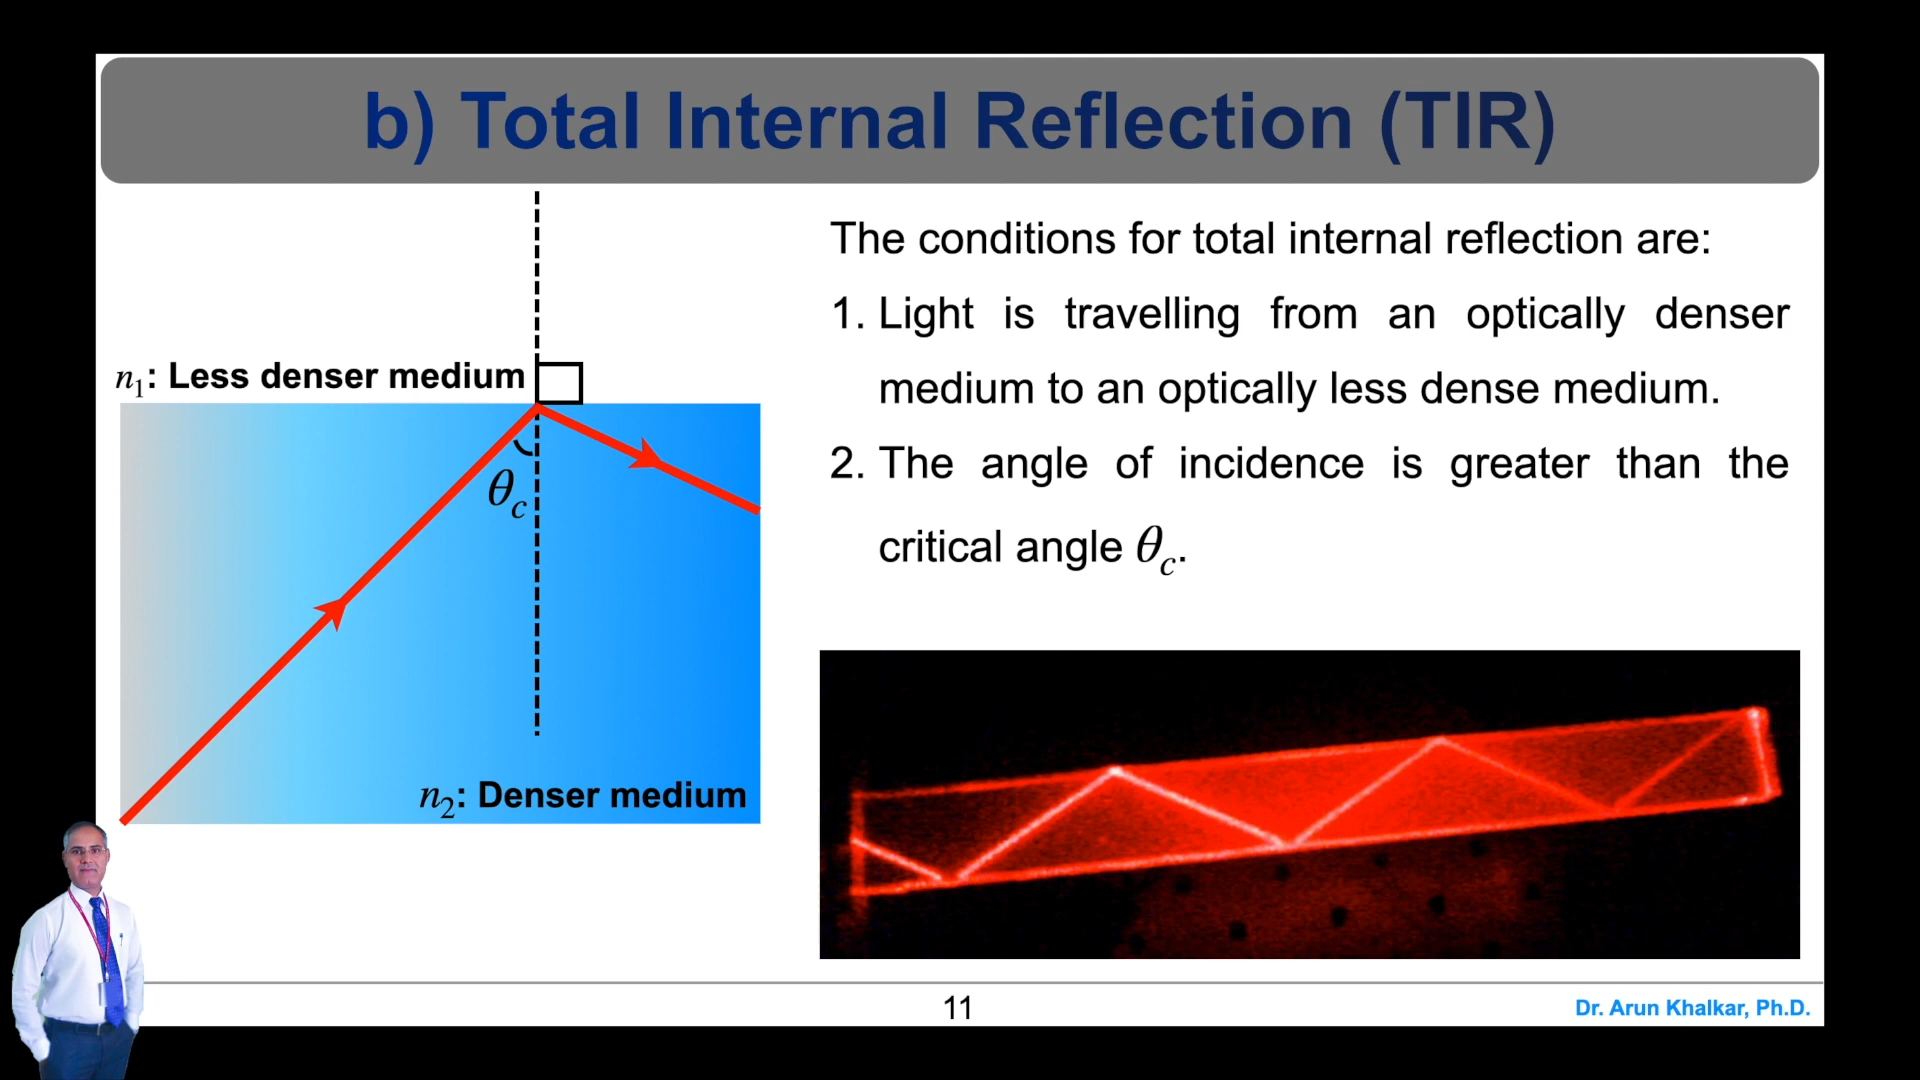 b) Total Internal Reflection (TIR)
n₁: Less denser medium
θc
n₂: Denser medium
The conditions for total internal reflection are:
1. Light is travelling from an optically denser
medium to an optically less dense medium.
2. The angle of incidence is greater than the
critical angle θc.
11
Dr. Arun Khalkar, Ph.D.